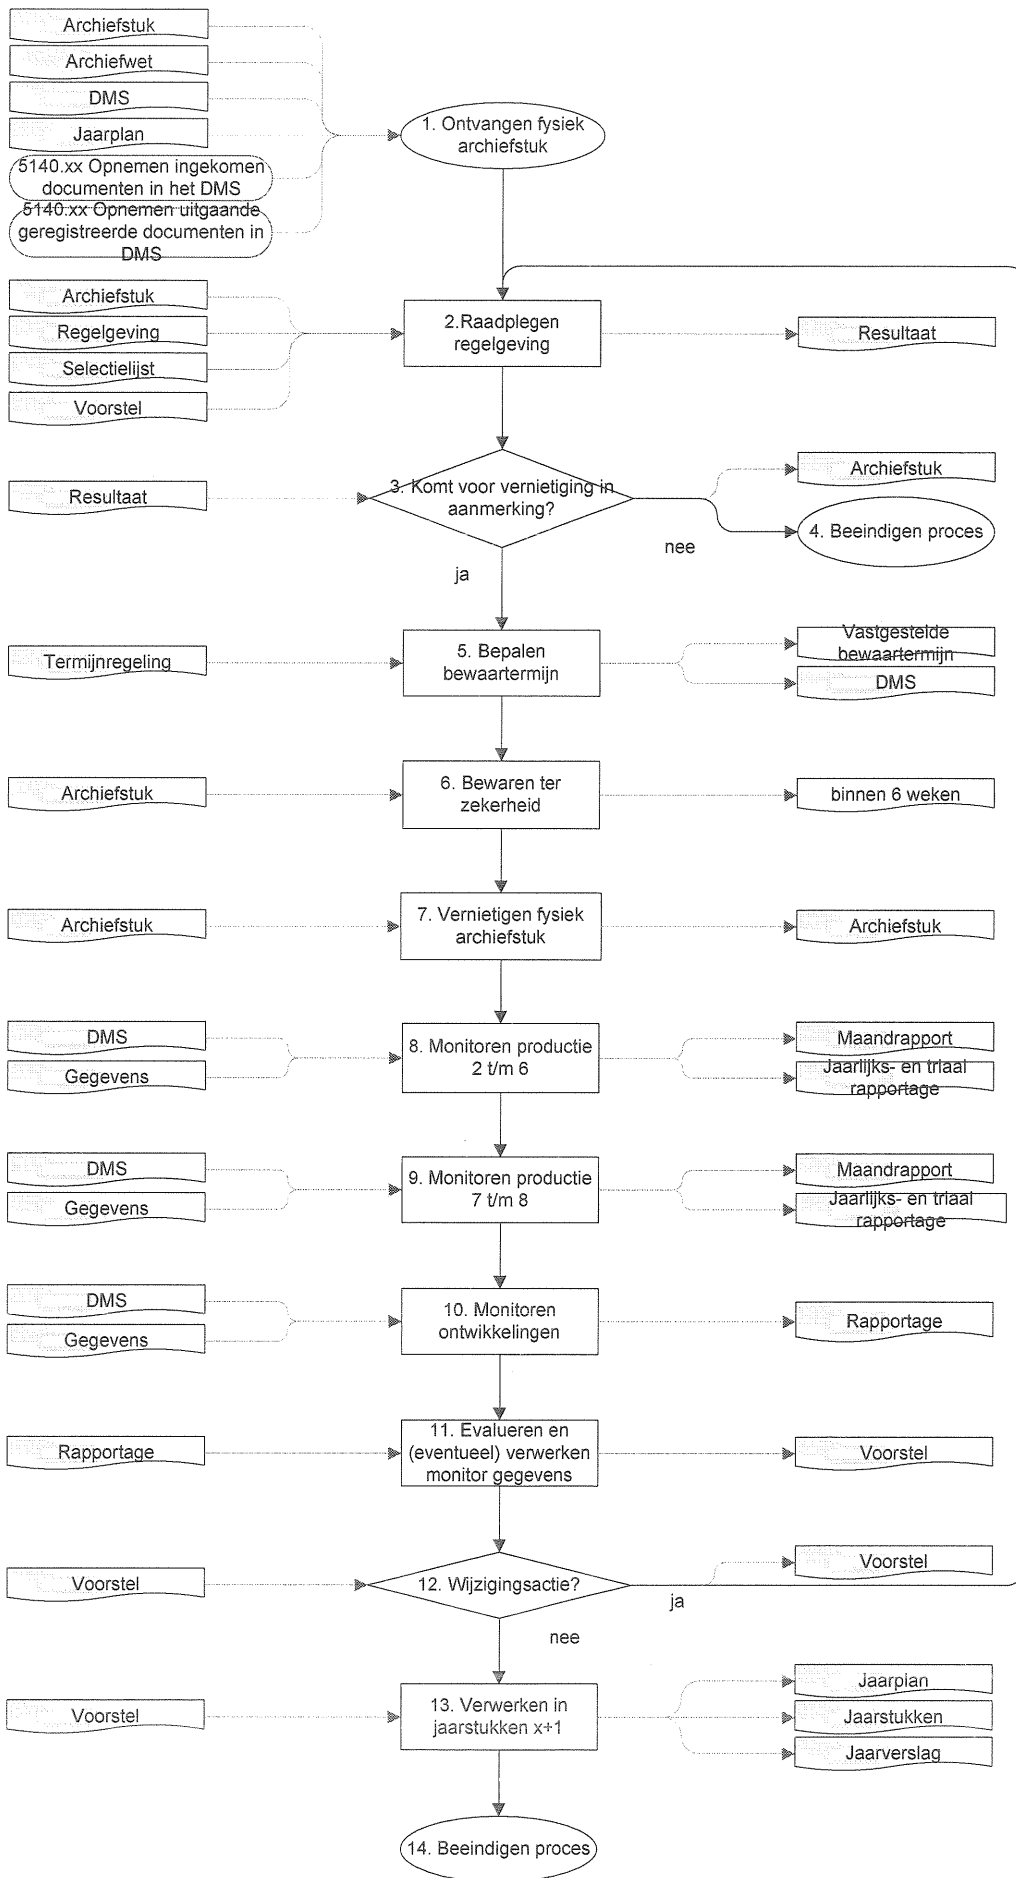 Archiefstuk
Archiefwet
DMS
Jaarplan
5140.xx Opnemen ingekomen
documenten in het DMS
5140.xx Opnemen uitgaande
geregistreerde documenten in
DMS
1. Ontvangen fysiek
archiefstuk
Archiefstuk
Regelgeving
Selectielijst
Voorstel
2.Raadplegen
regelgeving
Resultaat
Resultaat
3. Komt voor vernietiging in
aanmerking?
Archiefstuk
4. Beeindigen proces
nee
ja
Termijnregeling
5. Bepalen
bewaartermijn
Vastgestelde
bewaartermijn
DMS
Archiefstuk
6. Bewaren ter
zekerheid
binnen 6 weken
Archiefstuk
7. Vernietigen fysiek
archiefstuk
Archiefstuk
DMS
Gegevens
8. Monitoren productie
2 t/m 6
Maandrapport
Jaarlijks- en triaal
rapportage
DMS
Gegevens
9. Monitoren productie
7 t/m 8
Maandrapport
Jaarlijks- en triaal
rapportage
DMS
Gegevens
10. Monitoren
ontwikkelingen
Rapportage
Rapportage
11. Evalueren en
(eventueel) verwerken
monitor gegevens
Voorstel
Voorstel
12. Wijzigingsactie?
Voorstel
ja
nee
Voorstel
13. Verwerken in
jaarstukken x+1
Jaarplan
Jaarstukken
Jaarverslag
14. Beeindigen proces